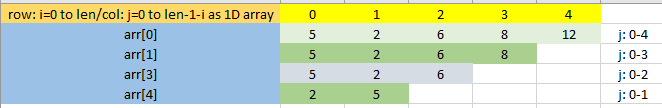 row: i=0 to len/col: j=0 to len-1-i as 1D array 0 1 2 3 4
arr[0] 5 2 6 8 12 j: 0-4
arr[1] 5 2 6 8 j: 0-3
arr[3] 5 2 6 j: 0-2
arr[4] 2 5 j: 0-1